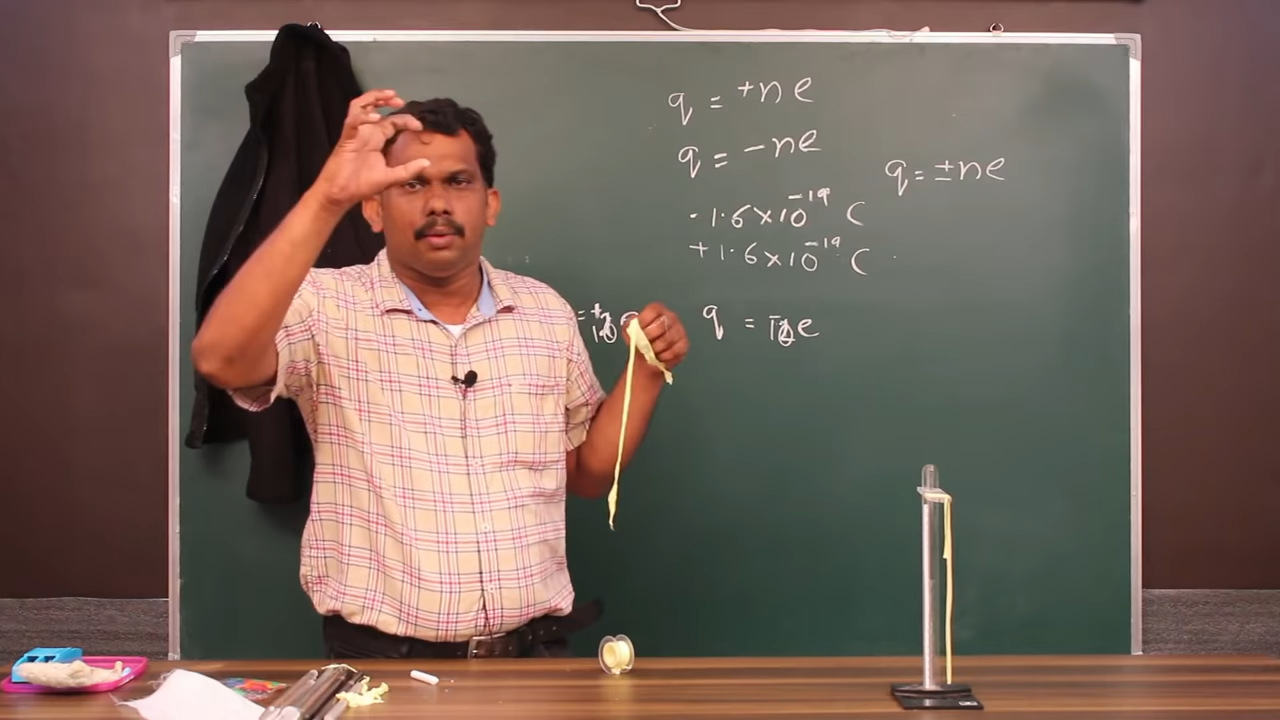 q = +ne
q = -ne
q = ±ne
-1.6×10⁻¹⁹ C
+1.6×10⁻¹⁹ C
q =